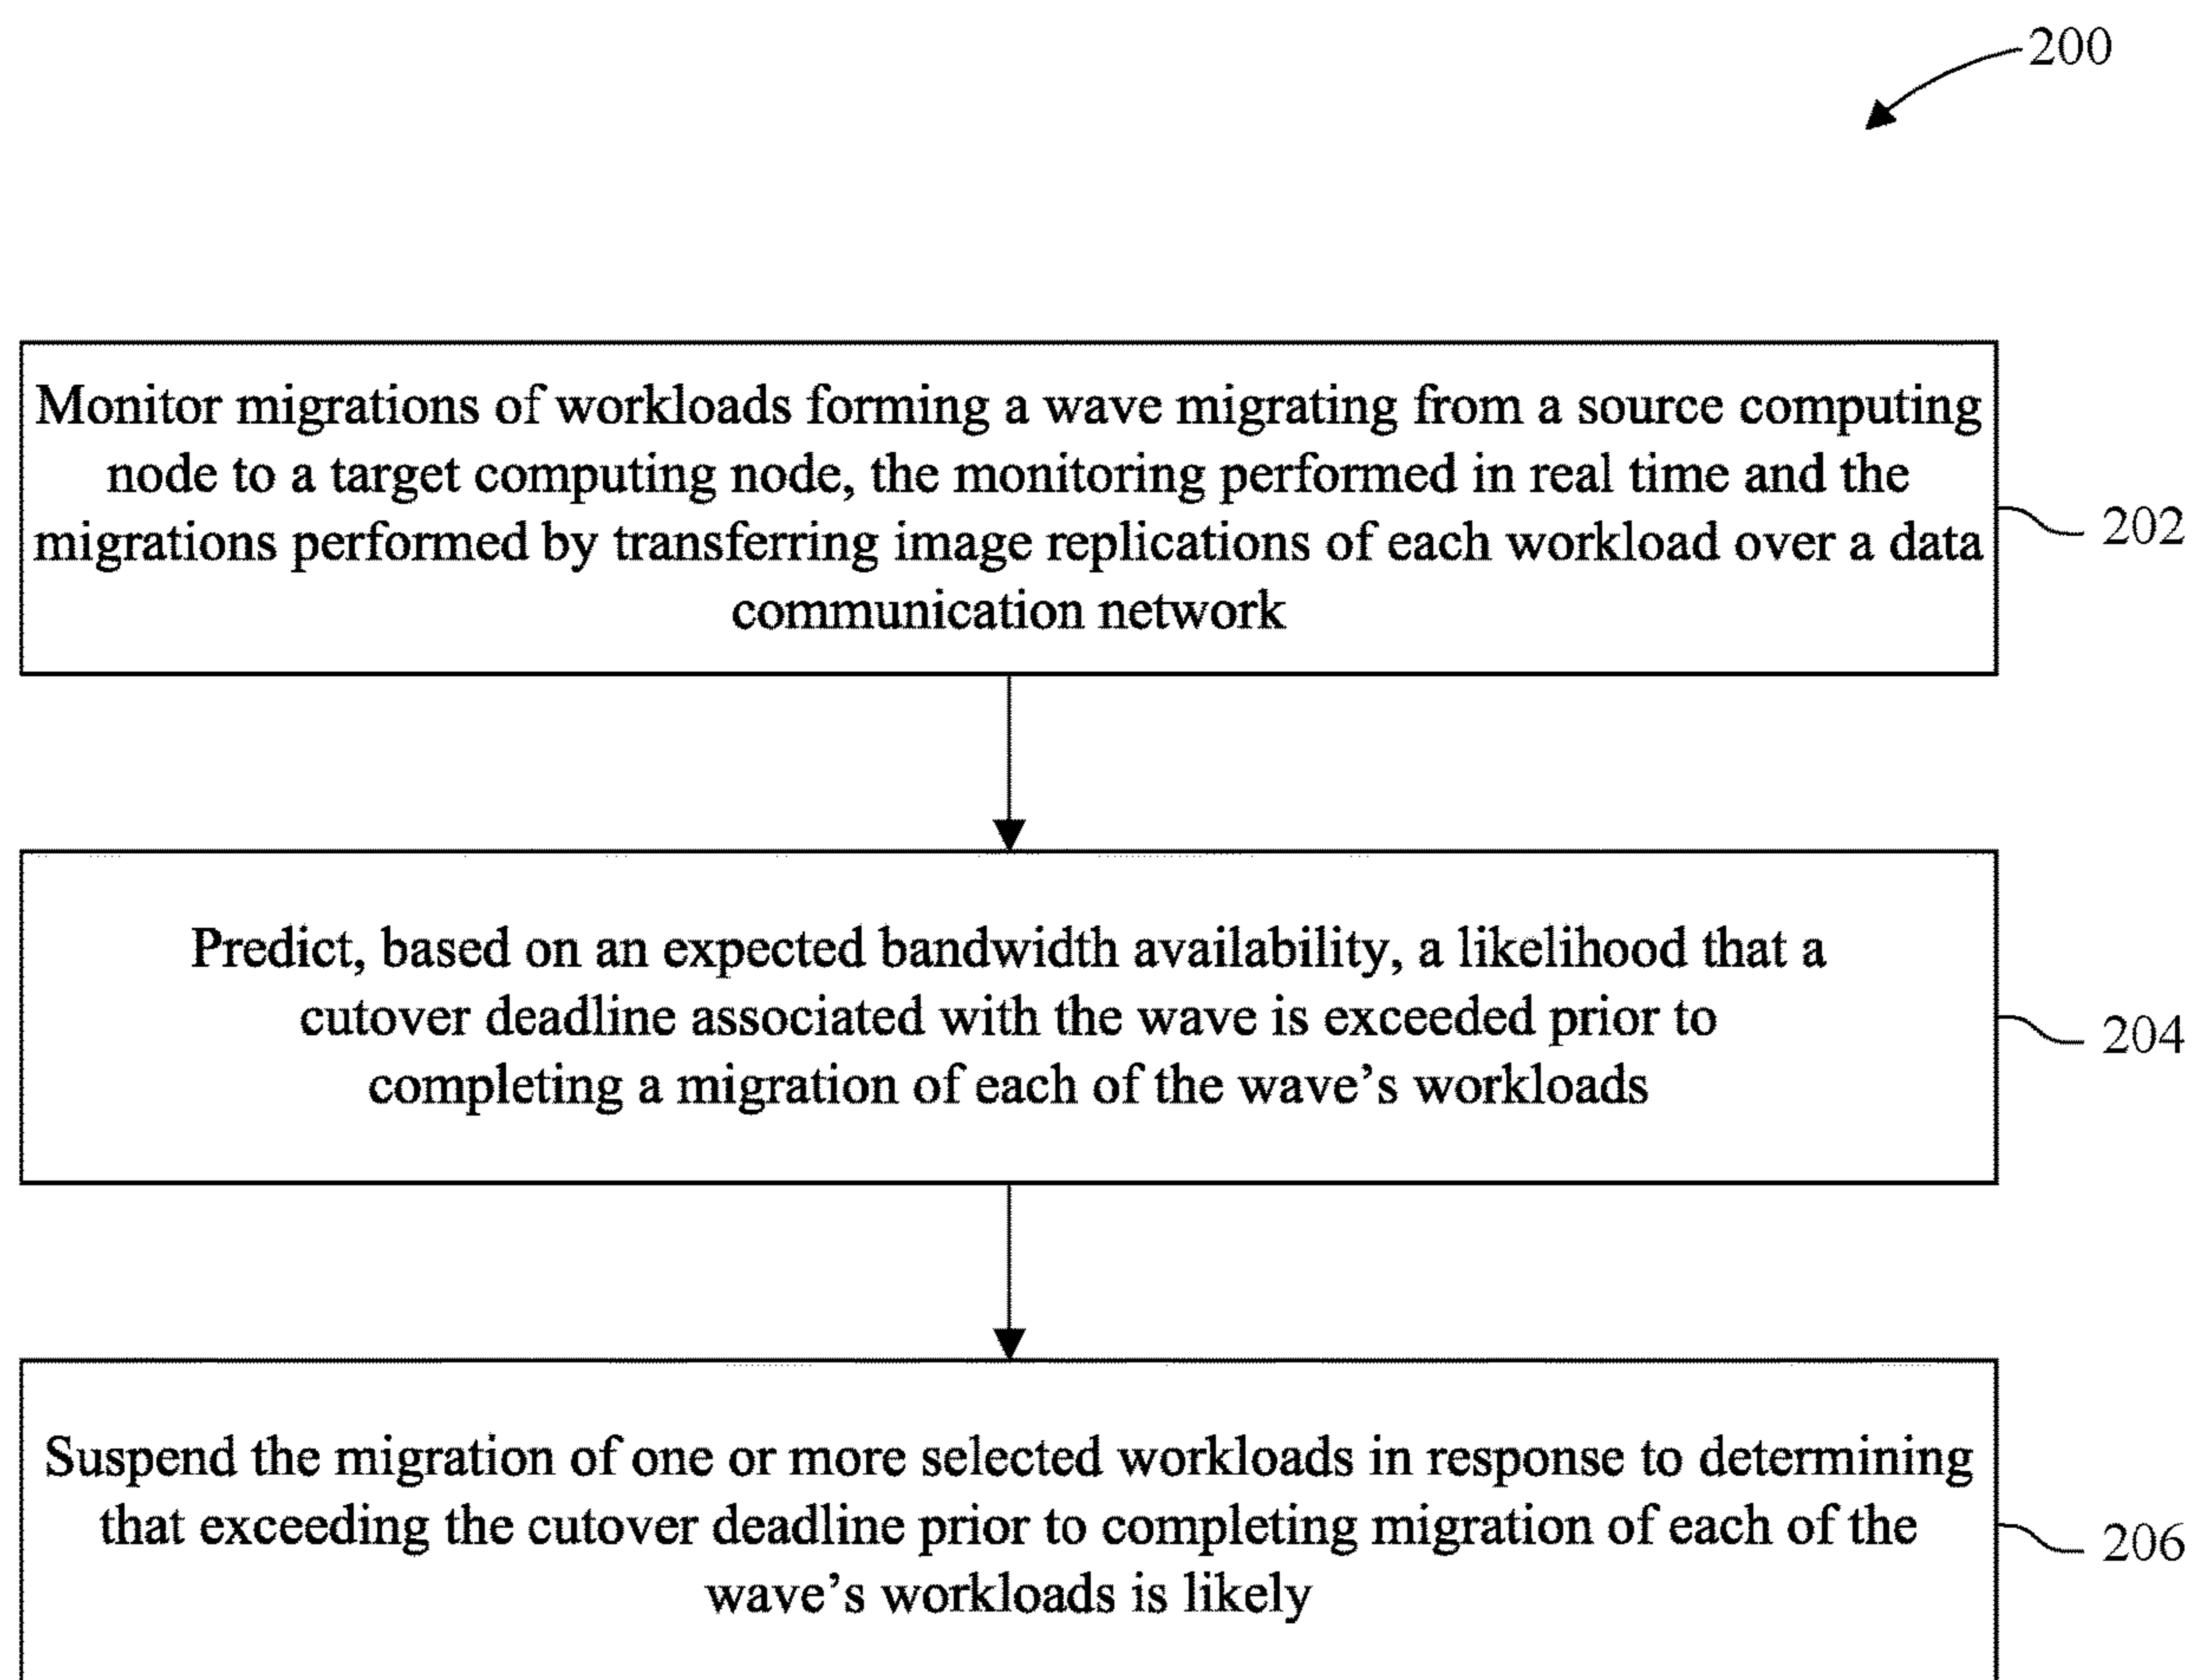 200
Monitor migrations of workloads forming a wave migrating from a source computing
node to a target computing node, the monitoring performed in real time and the
migrations performed by transferring image replications of each workload over a data
communication network
202
Predict, based on an expected bandwidth availability, a likelihood that a
cutover deadline associated with the wave is exceeded prior to
completing a migration of each of the wave’s workloads
204
Suspend the migration of one or more selected workloads in response to determining
that exceeding the cutover deadline prior to completing migration of each of the
wave’s workloads is likely
206